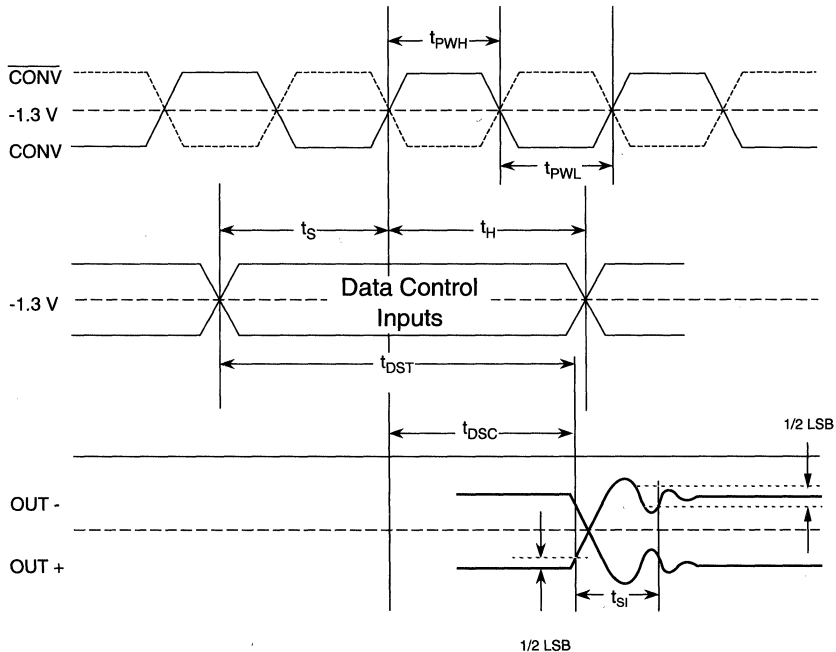 t_PWH
CONV
-1.3 V
CONV
t_PWL
t_S
t_H
-1.3 V
Data Control
Inputs
t_DST
t_DSC
1/2 LSB
OUT -
OUT +
t_SI
1/2 LSB